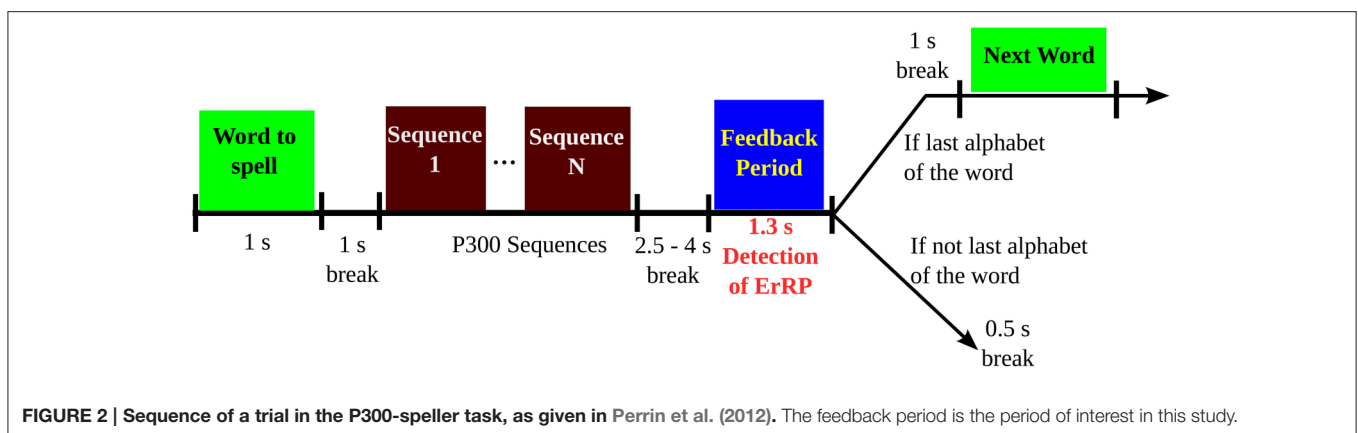 Word to
spell
Sequence
1
...
Sequence
N
Feedback
Period
1 s
break
Next Word
If last alphabet
of the word
1 s
1 s
break
P300 Sequences
2.5 - 4 s
break
1.3 s
Detection
of ErRP
If not last alphabet
of the word
0.5 s
break
FIGURE 2 | Sequence of a trial in the P300-speller task, as given in Perrin et al. (2012). The feedback period is the period of interest in this study.